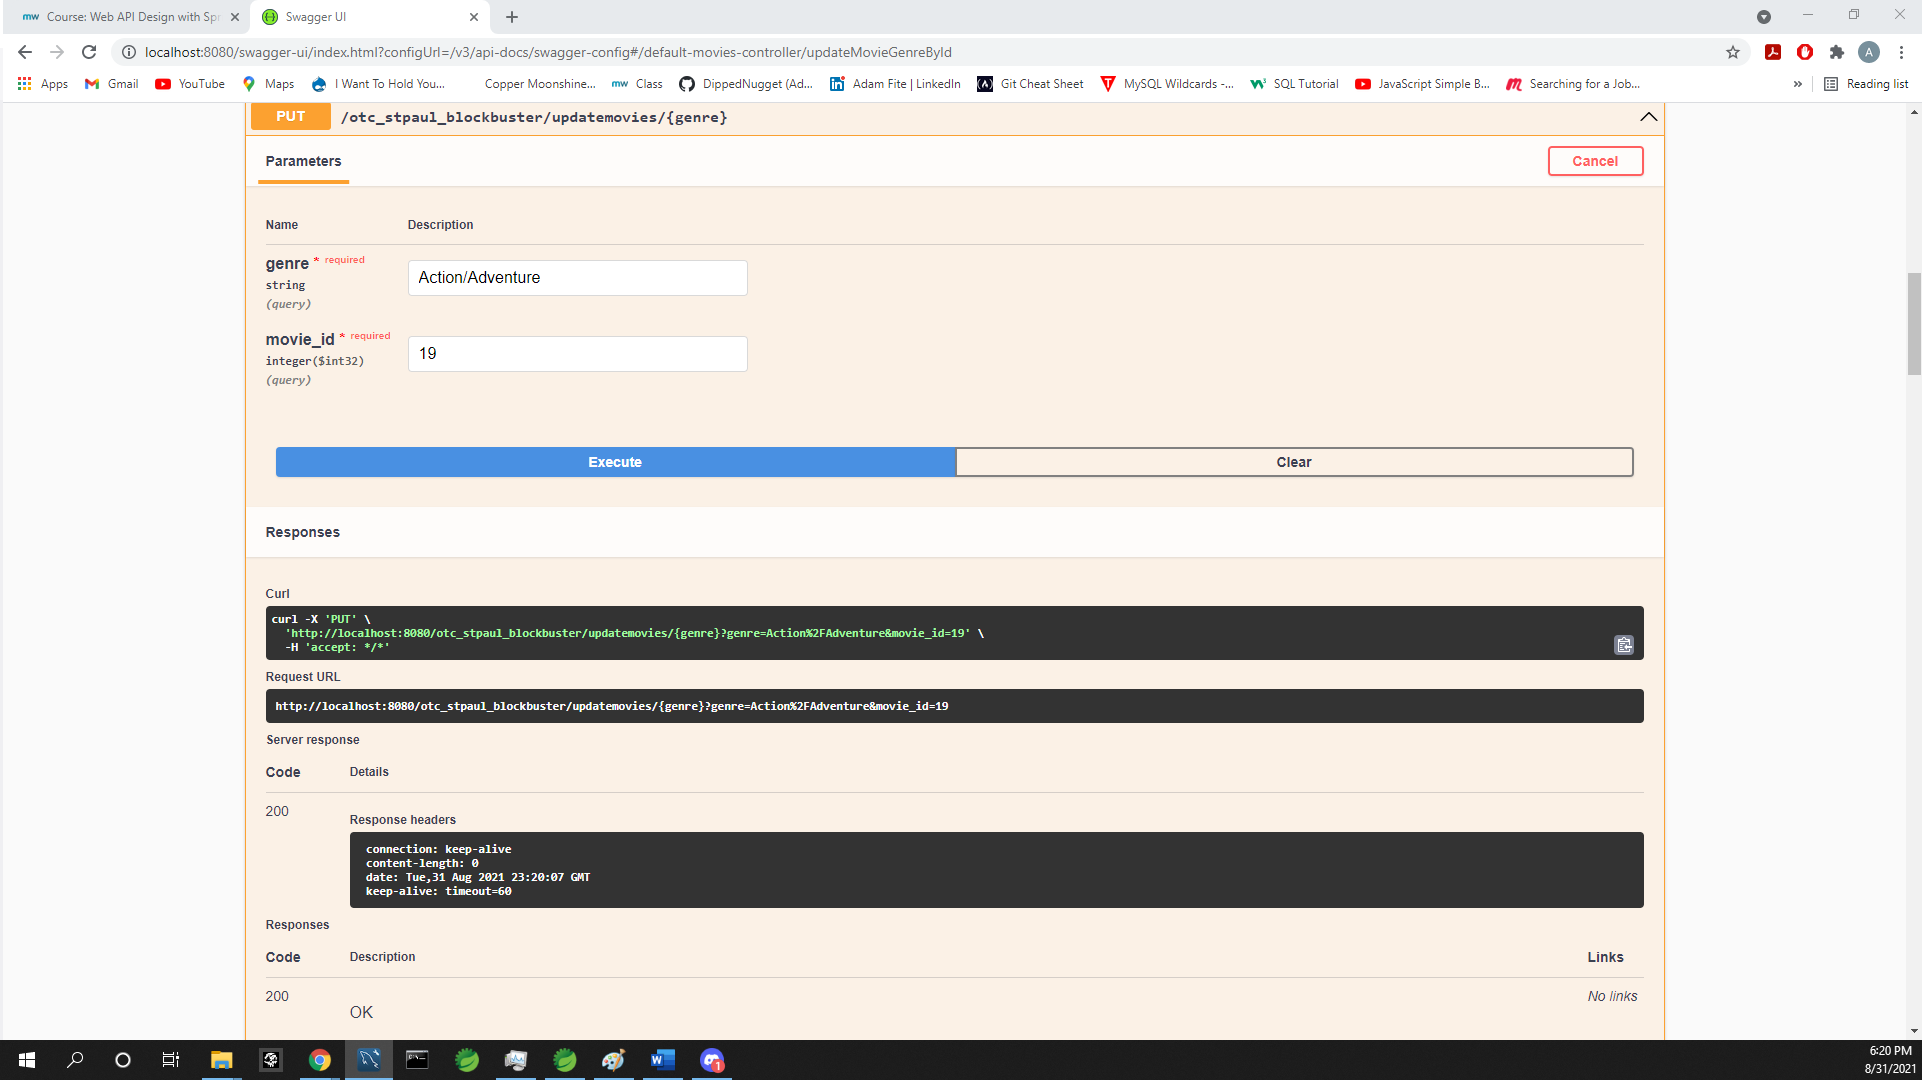 Course: Web API Design with Spr
Swagger UI
localhost:8080/swagger-ui/index.html?configUrl=/v3/api-docs/swagger-config#/default-movies-controller/updateMovieGenreById
A
Apps
Gmail
YouTube
Maps
I Want To Hold You...
Copper Moonshine...
mw Class
DippedNugget (Ad...
Adam Fite | LinkedIn
Git Cheat Sheet
MySQL Wildcards -...
SQL Tutorial
JavaScript Simple B...
Searching for a Job...
»
Reading list
PUT /otc_stpaul_blockbuster/updatemovies/{genre}
Parameters
Cancel
Name Description
genre * required
string
(query)
Action/Adventure
movie_id * required
integer($int32)
(query)
19
Execute
Clear
Responses
Curl
curl -X 'PUT' \
'http://localhost:8080/otc_stpaul_blockbuster/updatemovies/{genre}?genre=Action%2FAdventure&movie_id=19' \
-H 'accept: */*'
Request URL
http://localhost:8080/otc_stpaul_blockbuster/updatemovies/{genre}?genre=Action%2FAdventure&movie_id=19
Server response
Code Details
200
Response headers
connection: keep-alive
content-length: 0
date: Tue,31 Aug 2021 23:20:07 GMT
keep-alive: timeout=60
Responses
Code Description Links
200
OK
No links
1
6:20 PM
8/31/2021